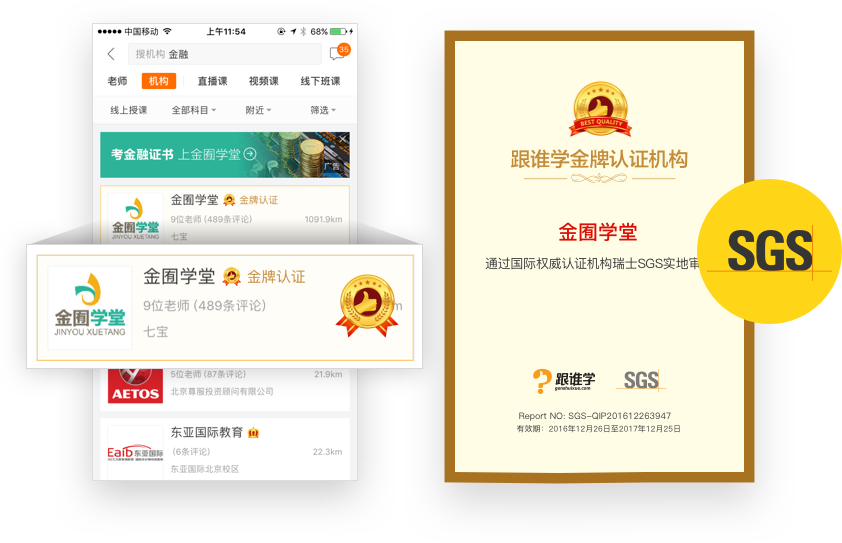 中国移动 上午11:54 68%
搜机构 金融 35
老师 机构 直播课 视频课 线下班课
线上授课 全部科目 附近 筛选
考金融证书 上金囿学堂
广告
金囿学堂
JINYOU XUETANG
金囿学堂 金牌认证
9位老师 (489条评论) 1091.9km
七宝
金囿学堂
JINYOU XUETANG
金囿学堂 金牌认证
9位老师 (489条评论) m
七宝
AETOS
5位老师 (87条评论) 21.9km
北京尊服投资顾问有限公司
Eaib 东亚国际
东亚国际教育
(6条评论) 22.3km
东亚国际北京校区
BEST QUALITY
跟谁学金牌认证机构
金囿学堂
通过国际权威认证机构瑞士SGS实地审
SGS
跟谁学
genshuixue.com
SGS
Report NO: SGS-QIP201612263947
有效期：2016年12月26日至2017年12月25日